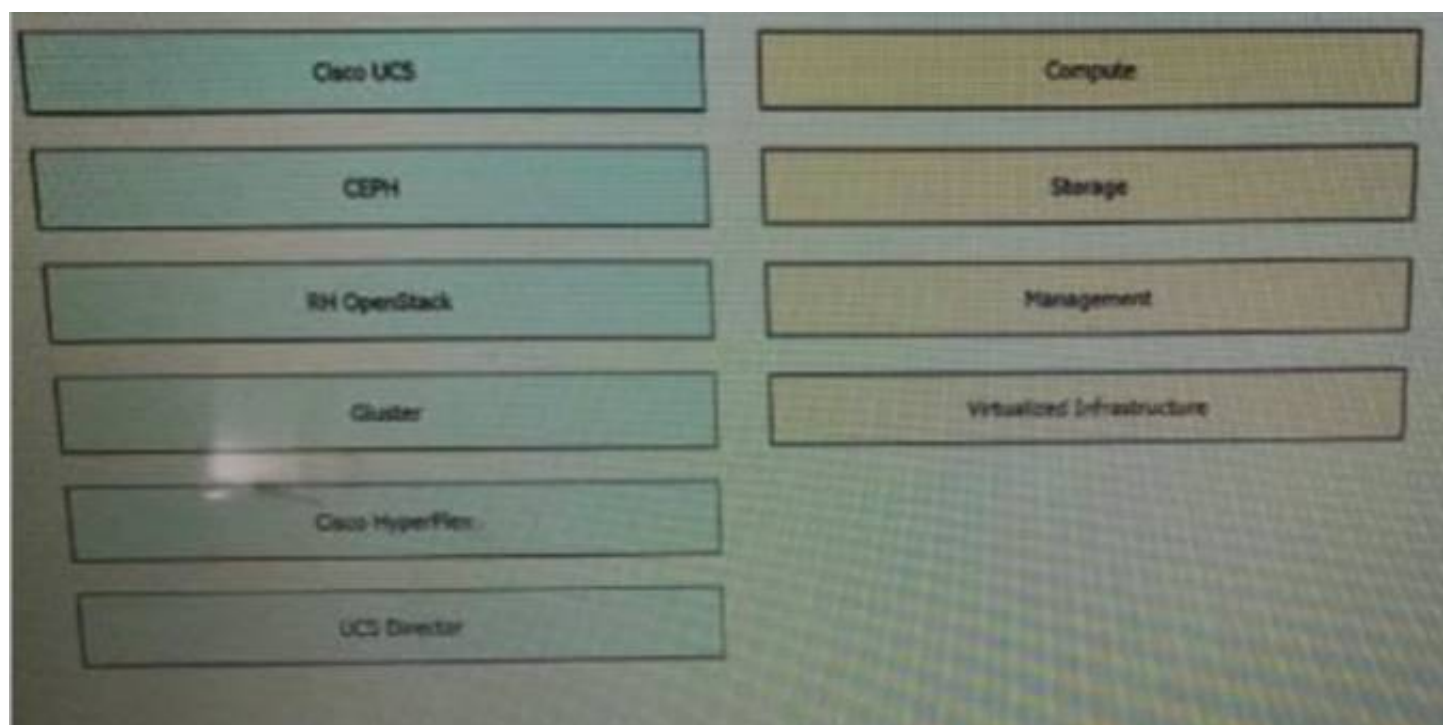 Cisco UCS
CEPH
RH OpenStack
Gluster
Cisco HyperFlex
UCS Director
Compute
Storage
Management
Virtualized Infrastructure